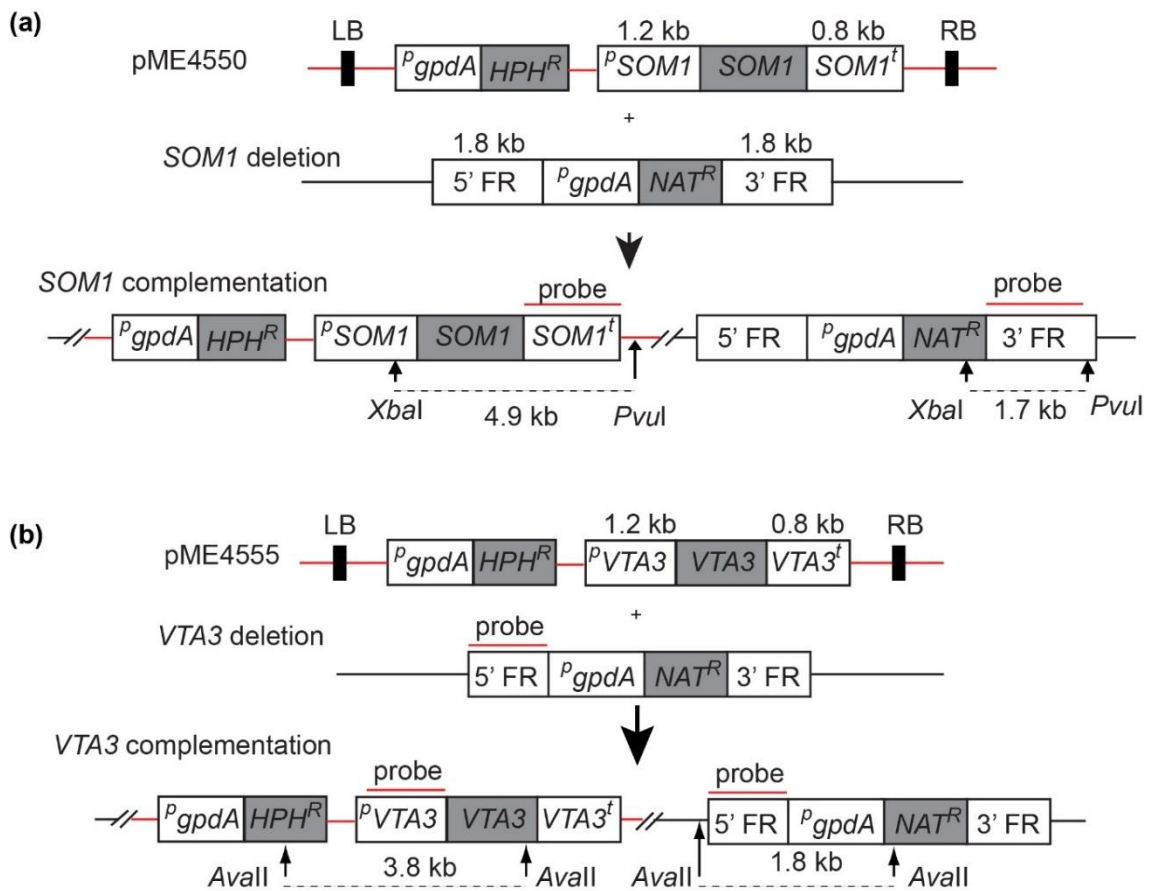 (a)
LB 1.2 kb 0.8 kb RB
pME4550 pgpdA HPHR pSOM1 SOM1 SOM1t
+
1.8 kb 1.8 kb
SOM1 deletion 5' FR pgpdA NATR 3' FR
SOM1 complementation probe probe
pgpdA HPHR pSOM1 SOM1 SOM1t 5' FR pgpdA NATR 3' FR
XbaI 4.9 kb PvuI XbaI 1.7 kb PvuI
(b)
LB 1.2 kb 0.8 kb RB
pME4555 pgpdA HPHR pVTA3 VTA3 VTA3t
+
VTA3 deletion probe
5' FR pgpdA NATR 3' FR
VTA3 complementation
probe probe
pgpdA HPHR pVTA3 VTA3 VTA3t 5' FR pgpdA NATR 3' FR
AvaII 3.8 kb AvaII AvaII 1.8 kb AvaII